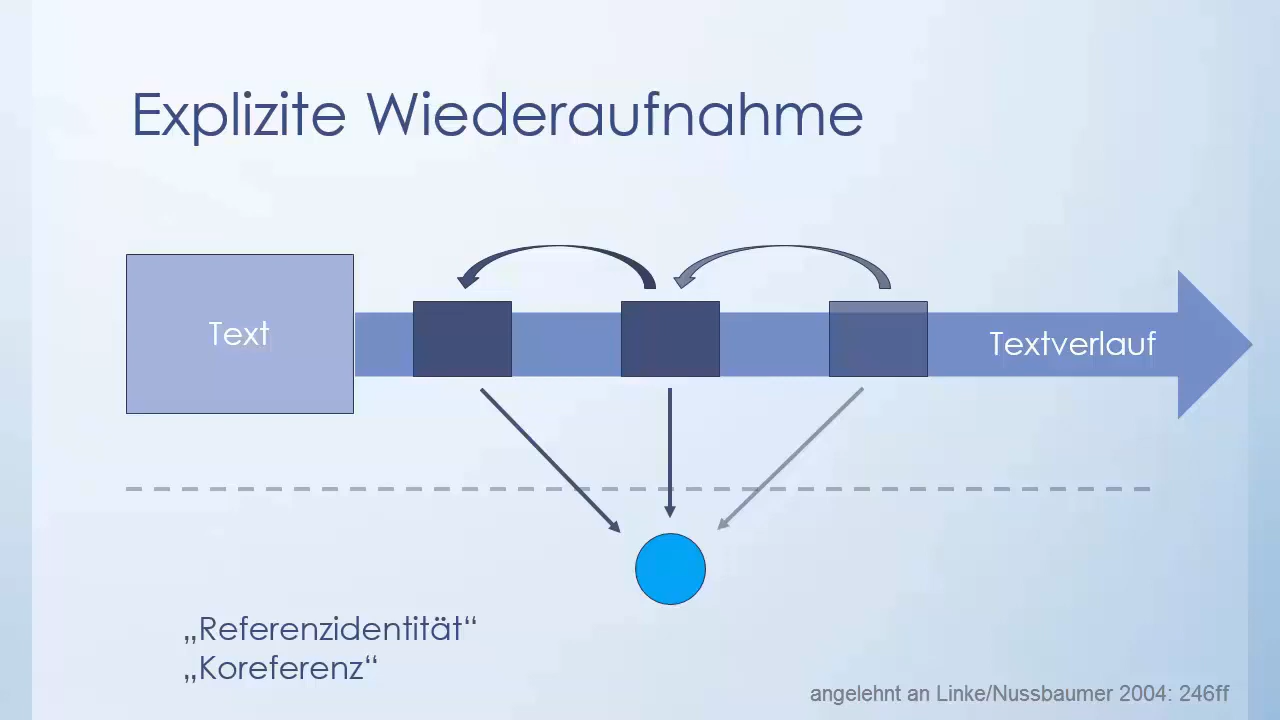 Explizite Wiederaufnahme
Text
Textverlauf
„Referenzidentität“
„Koreferenz“
angelehnt an Linke/Nussbaumer 2004: 246ff